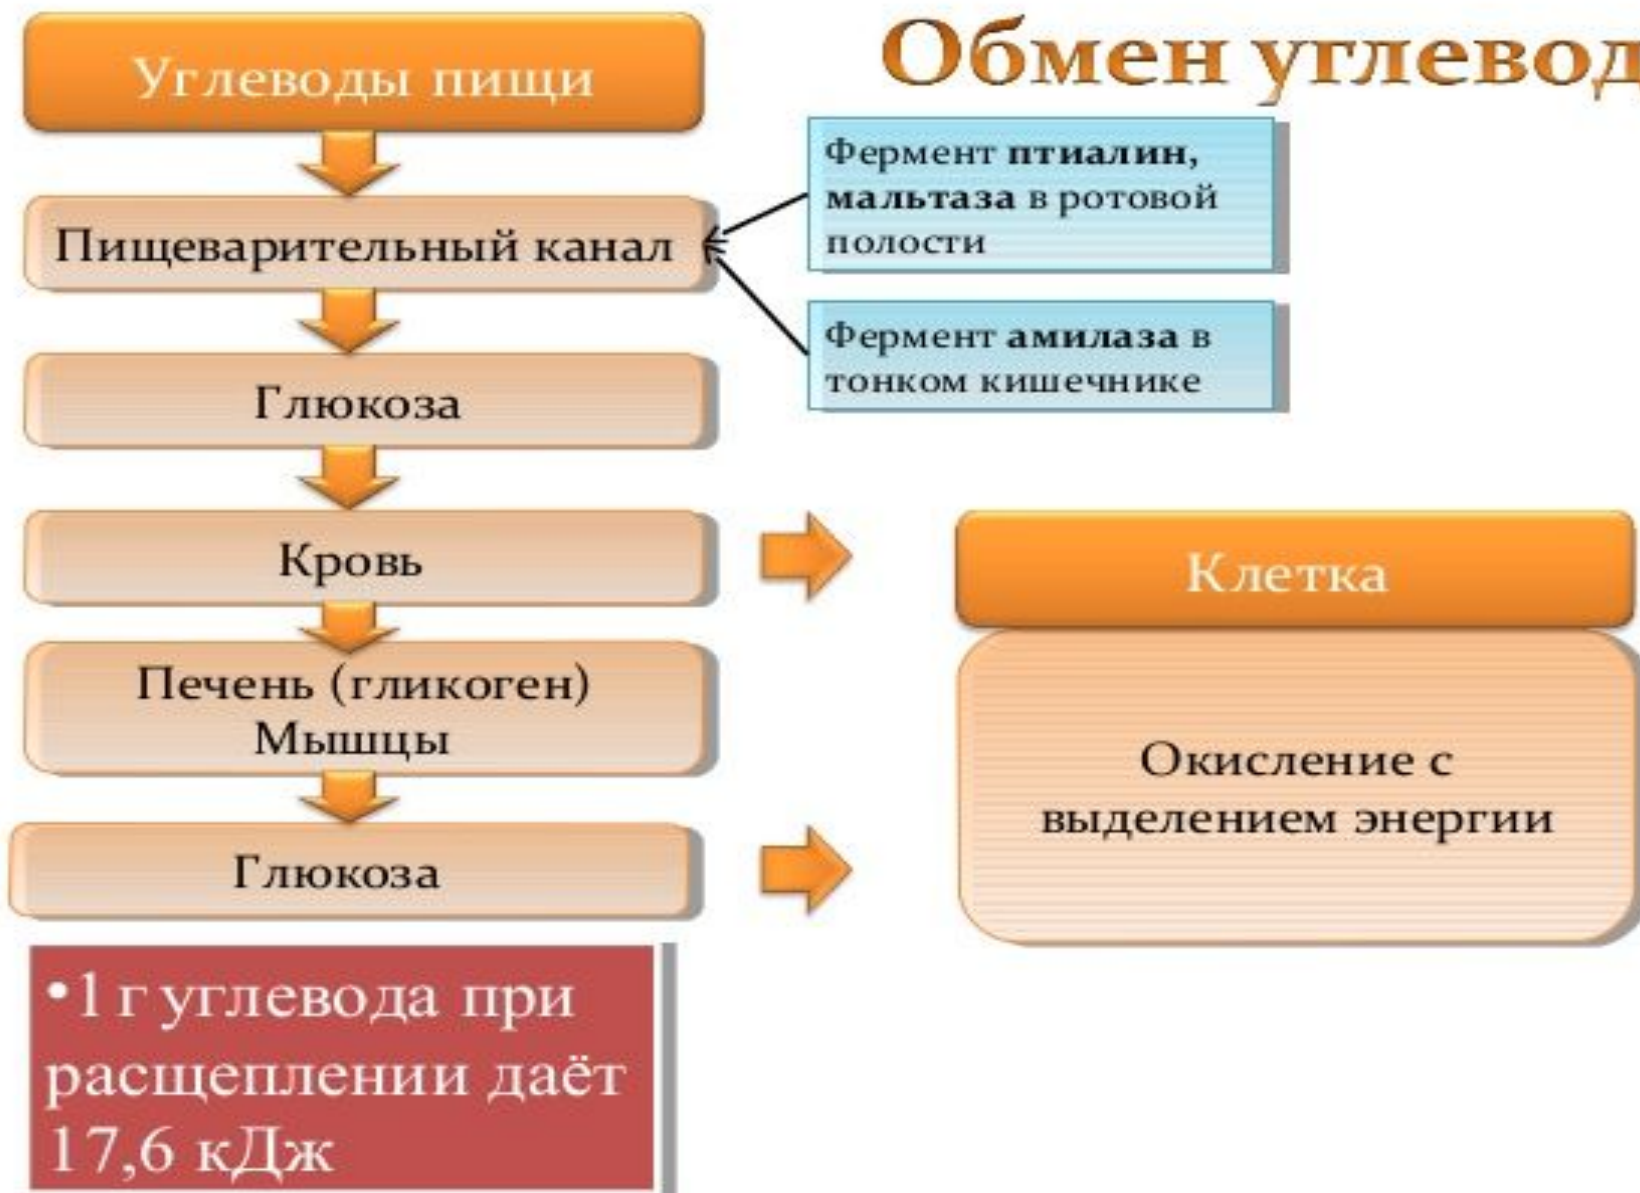 Обмен углевод
Углеводы пищи
Фермент птиалин,
мальтаза в ротовой
полости
Пищеварительный канал
Фермент амилаза в
тонком кишечнике
Глюкоза
Кровь
Клетка
Печень (гликоген)
Мышцы
Окисление с
выделением энергии
Глюкоза
•1 г углевода при
расщеплении даёт
17,6 кДж